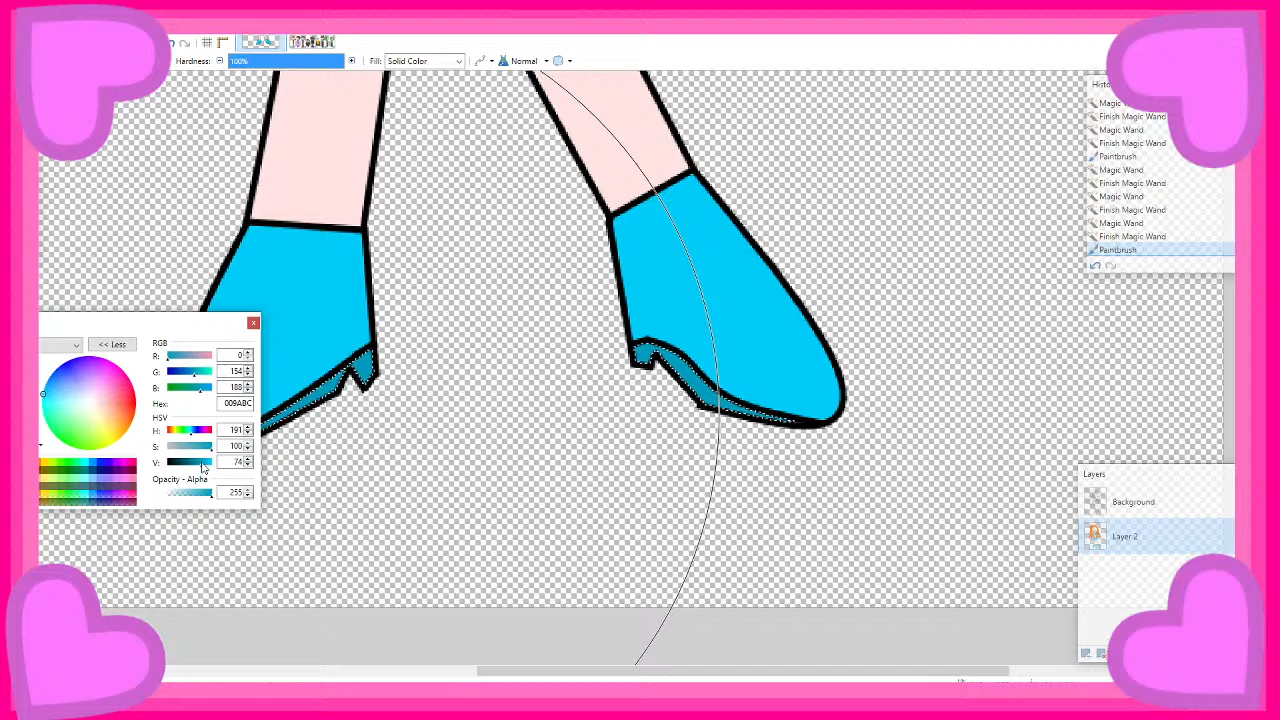 Hardness:
100%
Fill:
Solid Color
Normal
Magic
Finish Magic Wand
Magic Wand
Finish Magic Wand
Paintbrush
Magic Wand
Finish Magic Wand
Magic Wand
Finish Magic Wand
Magic Wand
Finish Magic Wand
Paintbrush
<< Less
RGB
R: 0
G: 154
B: 188
Hex: 009ABC
HSV
H: 191
S: 100
V: 74
Opacity - Alpha
255
Layers
Background
Layer 2